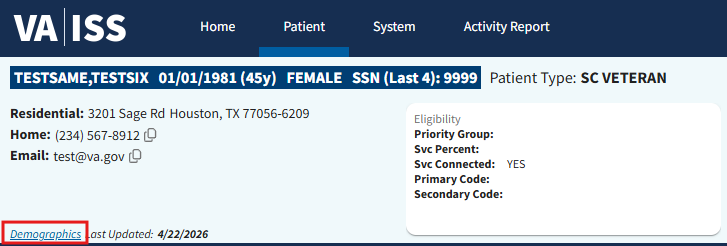 VA ISS Home Patient System Activity Report
TESTSAME,TESTSIX 01/01/1981 (45y) FEMALE SSN (Last 4): 9999 Patient Type: SC VETERAN
Residential: 3201 Sage Rd Houston, TX 77056-6209
Home: (234) 567-8912
Email: test@va.gov
Eligibility
Priority Group:
Svc Percent:
Svc Connected: YES
Primary Code:
Secondary Code:
Demographics Last Updated: 4/22/2026